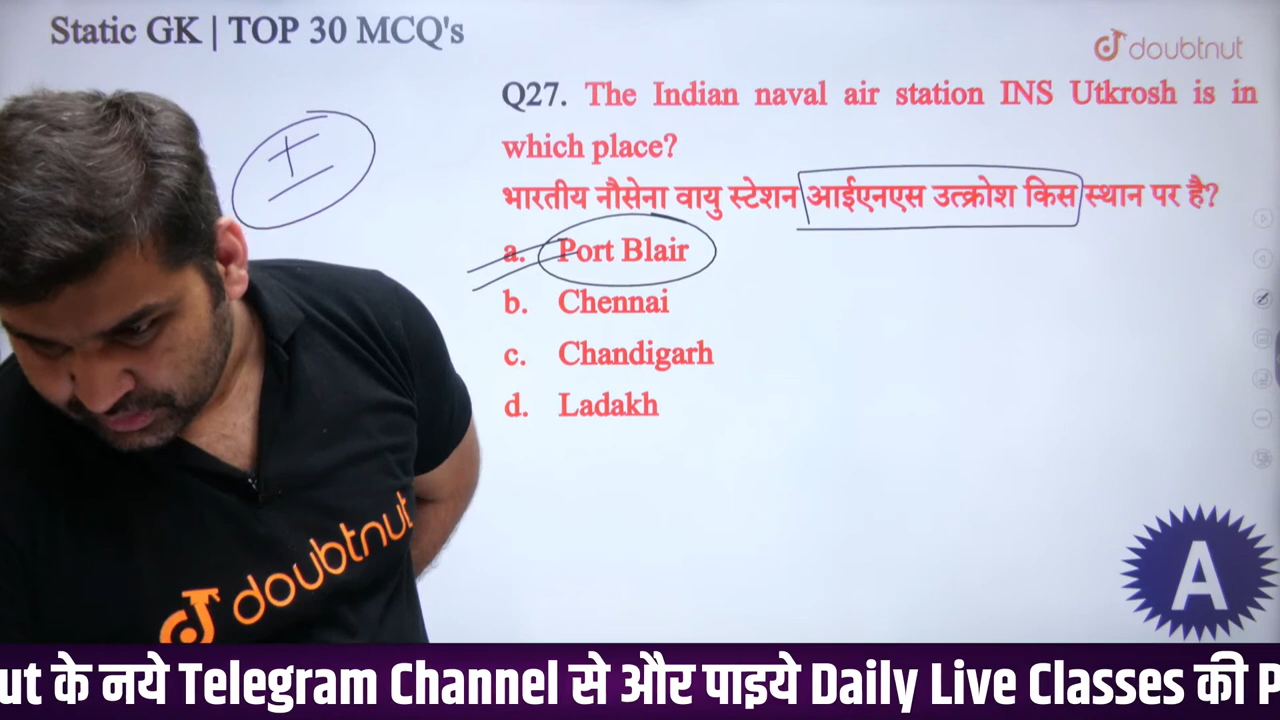 Static GK | TOP 30 MCQ's
doubtnut
Q27. The Indian naval air station INS Utkrosh is in
which place?
भारतीय नौसेना वायु स्टेशन आईएनएस उत्क्रोश किस स्थान पर है?
a. Port Blair
b. Chennai
c. Chandigarh
d. Ladakh
doubtnut
A
ut के नये Telegram Channel से और पाइये Daily Live Classes की P